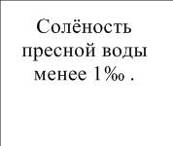 Солёность
пресной воды
менее 1‰ .